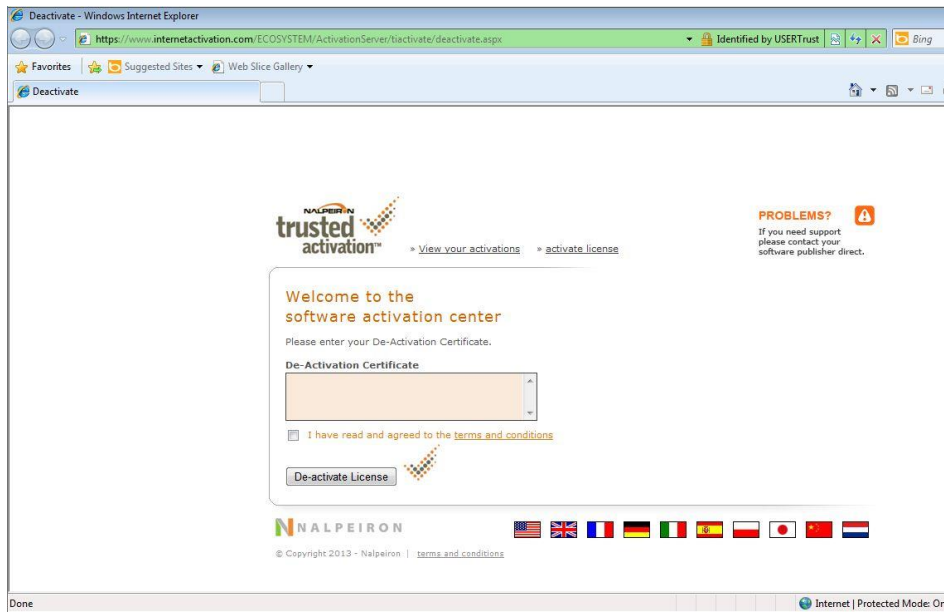 Deactivate - Windows Internet Explorer
https://www.internetactivation.com/ECOSYSTEM/ActivationServer/tiactivate/deactivate.aspx
Identified by USERTrust
Bing
Favorites
Suggested Sites
Web Slice Gallery
Deactivate
NALPEIRON
trusted
activation™
» View your activations
» activate license
PROBLEMS?
If you need support
please contact your
software publisher direct.
Welcome to the
software activation center
Please enter your De-Activation Certificate.
De-Activation Certificate
I have read and agreed to the terms and conditions
De-activate License
NALPEIRON
© Copyright 2013 - Nalpeiron | terms and conditions
Done
Internet | Protected Mode: